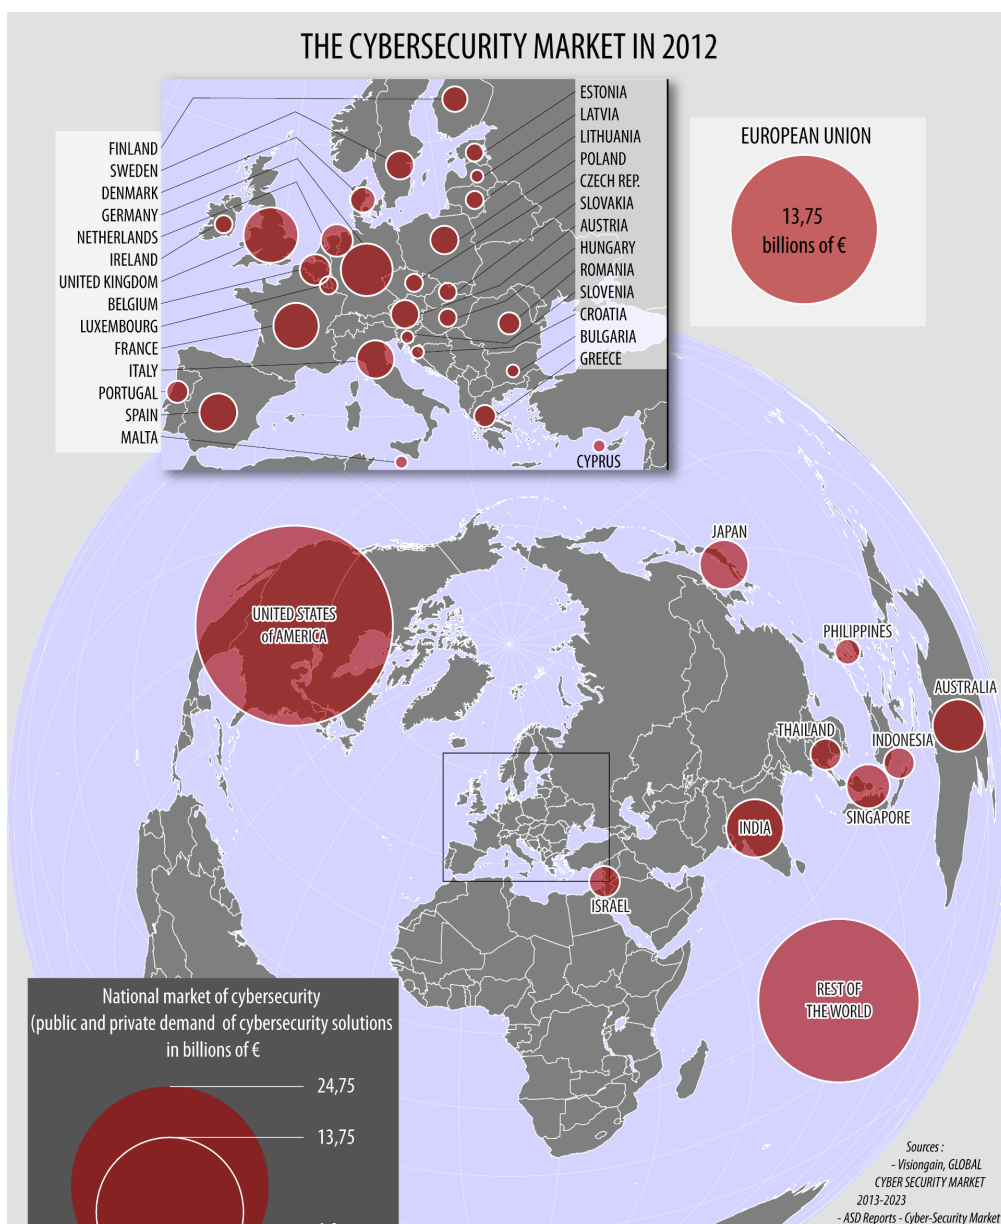 THE CYBERSECURITY MARKET IN 2012
FINLAND
SWEDEN
DENMARK
GERMANY
NETHERLANDS
IRELAND
UNITED KINGDOM
BELGIUM
LUXEMBOURG
FRANCE
ITALY
PORTUGAL
SPAIN
MALTA
ESTONIA
LATVIA
LITHUANIA
POLAND
CZECH REP.
SLOVAKIA
AUSTRIA
HUNGARY
ROMANIA
SLOVENIA
CROATIA
BULGARIA
GREECE
CYPRUS
EUROPEAN UNION
13,75
billions of €
UNITED STATES
of AMERICA
JAPAN
PHILIPPINES
AUSTRALIA
THAILAND
INDONESIA
SINGAPORE
INDIA
ISRAEL
REST OF
THE WORLD
National market of cybersecurity
(public and private demand of cybersecurity solutions
in billions of €
24,75
13,75
Sources :
- Visiongain, GLOBAL
CYBER SECURITY MARKET
2013-2023
- ASD Reports - Cyber-Security Market